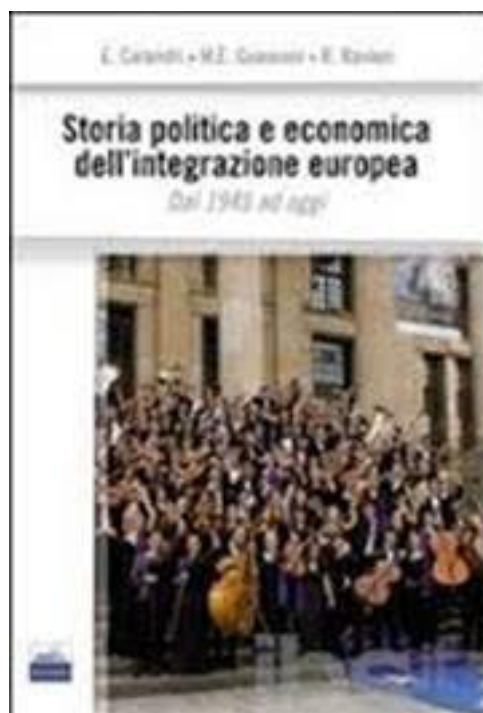 E. Calandri • M.E. Guasconi • R. Ranieri
Storia politica e economica
dell'integrazione europea
Dal 1945 ad oggi